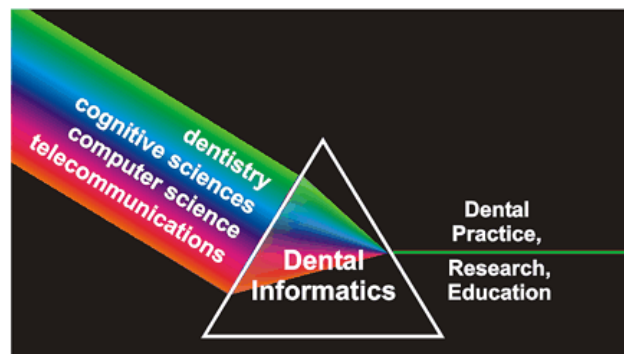 dentistry
cognitive sciences
computer science
telecommunications
Dental
Informatics
Dental
Practice,
Research,
Education